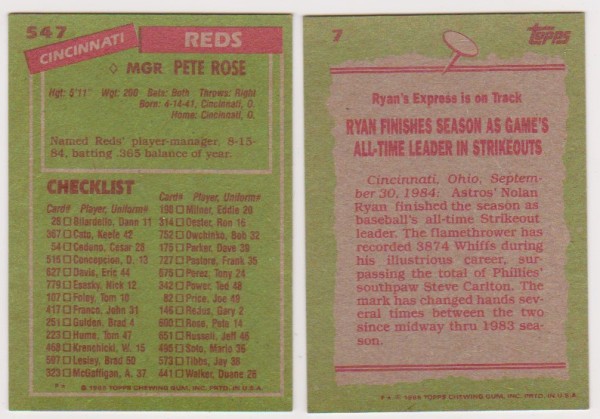 547
CINCINNATI
REDS
MGR PETE ROSE
Hgt: 5'11" Wgt: 200 Bats: Both Throws: Right
Born: 4-14-41, Cincinnati, O.
Home: Cincinnati, O.
Named Reds' player-manager, 8-15-
84, batting .365 balance of year.
CHECKLIST
Card# Player, Uniform#
28 Bilardello, Dann 11
367 Cato, Keefe 42
54 Cedeno, Cesar 28
515 Concepcion, D. 13
627 Davis, Eric 44
779 Esasky, Nick 12
107 Foley, Tom 10
417 Franco, John 31
251 Gulden, Brad 4
223 Hume, Tom 47
468 Krenchicki, W. 15
507 Lesley, Brad 50
323 McGaffigan, A. 37
Card# Player, Uniform#
198 Milner, Eddie 20
314 Oester, Ron 16
752 Owchinko, Bob 32
175 Parker, Dave 39
727 Pastore, Frank 35
675 Perez, Tony 24
342 Power, Ted 48
82 Price, Joe 49
146 Redus, Gary 2
600 Rose, Pete 14
651 Russell, Jeff 46
495 Soto, Mario 36
573 Tibbs, Jay 38
441 Walker, Duane 28
© 1985 TOPPS CHEWING GUM, INC. PRTD. IN U.S.A.
7
Topps
Ryan's Express is on Track
RYAN FINISHES SEASON AS GAME'S
ALL-TIME LEADER IN STRIKEOUTS
Cincinnati, Ohio, Septem-
ber 30, 1984: Astros' Nolan
Ryan finished the season as
baseball's all-time Strikeout
leader. The flamethrower has
recorded 3874 Whiffs during
his illustrious career, sur-
passing the total of Phillies'
southpaw Steve Carlton. The
mark has changed hands sev-
eral times between the two
since midway thru 1983 sea-
son.
© 1985 TOPPS CHEWING GUM, INC. PRTD. IN U.S.A.